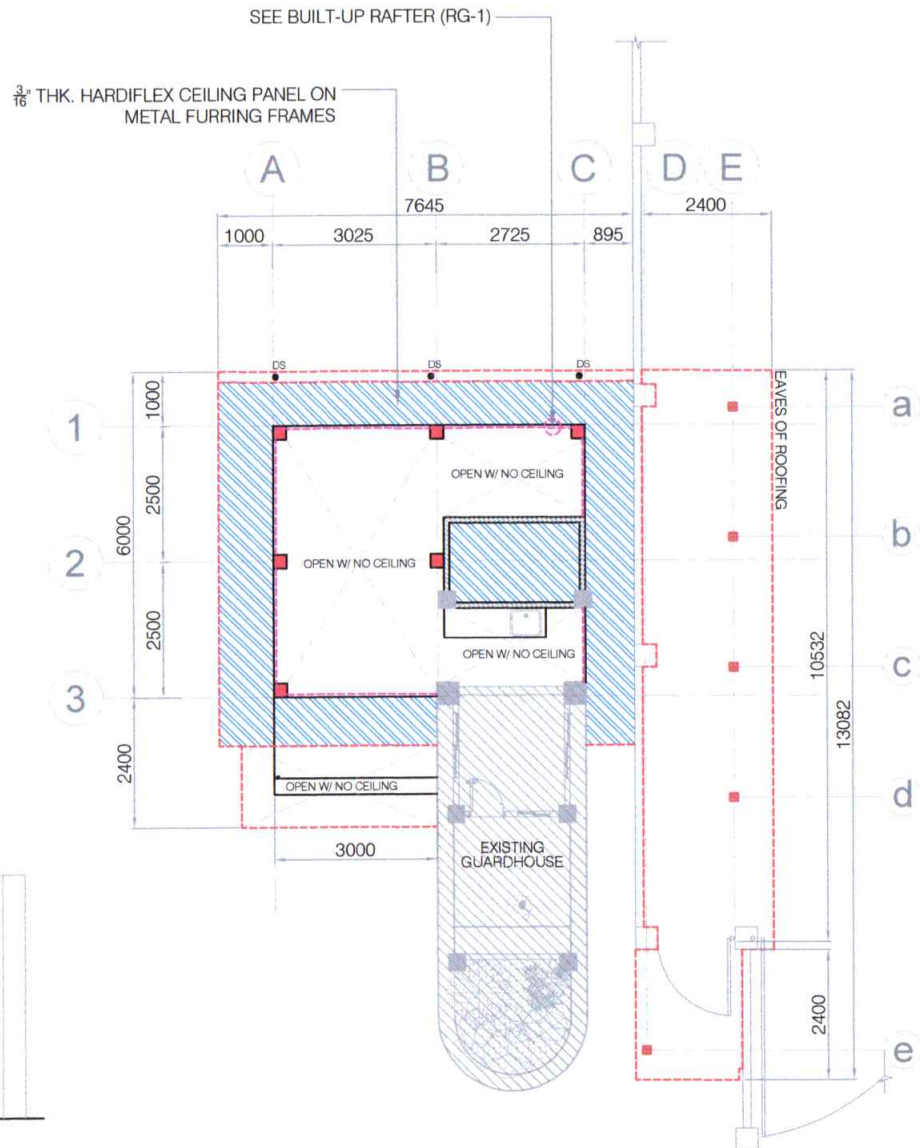 SEE BUILT-UP RAFTER (RG-1)
3/16" THK. HARDIFLEX CEILING PANEL ON
METAL FURRING FRAMES
A
B
C
D
E
7645
2400
1000
3025
2725
895
DS
DS
DS
1
1000
2500
6000
2
2500
3
2400
OPEN W/ NO CEILING
OPEN W/ NO CEILING
OPEN W/ NO CEILING
OPEN W/ NO CEILING
3000
EXISTING
GUARDHOUSE
EAVES OF ROOFING
a
b
c
d
e
10532
13082
2400